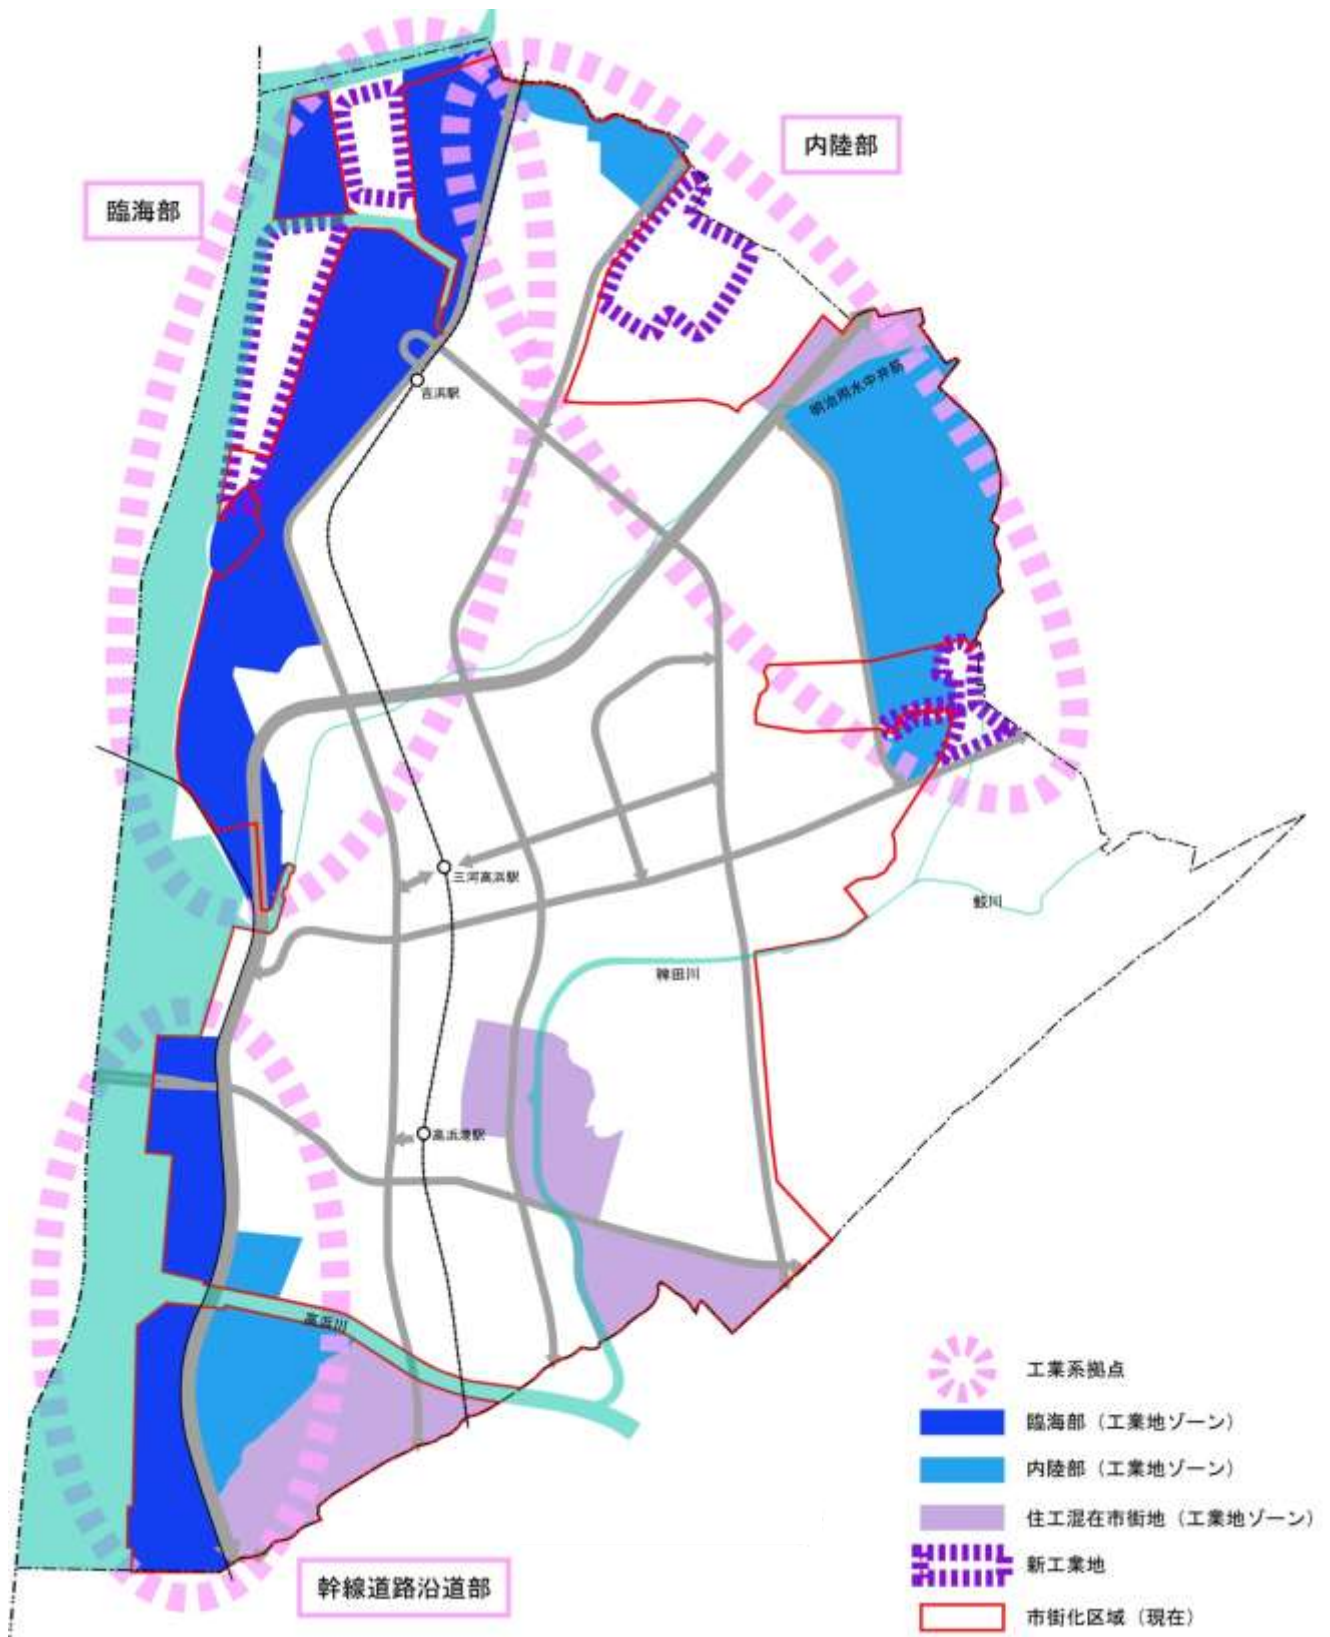 内陸部
臨海部
明治用水中井筋
吉浜駅
三河高浜駅
鮫川
稗田川
高浜港駅
高浜川
幹線道路沿道部
工業系拠点
臨海部（工業地ゾーン）
内陸部（工業地ゾーン）
住工混在市街地（工業地ゾーン）
新工業地
市街化区域（現在）